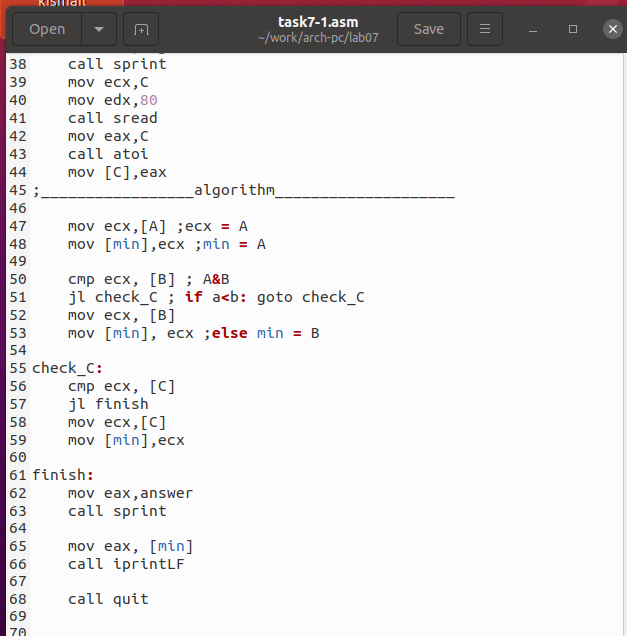 kismail
Open
task7-1.asm
~/work/arch-pc/lab07
Save
38 call sprint
39 mov ecx,C
40 mov edx,80
41 call sread
42 mov eax,C
43 call atoi
44 mov [C],eax
45 ;_________________algorithm____________________
46
47 mov ecx,[A] ;ecx = A
48 mov [min],ecx ;min = A
49
50 cmp ecx, [B] ; A&B
51 jl check_C ; if a<b: goto check_C
52 mov ecx, [B]
53 mov [min], ecx ;else min = B
54
55 check_C:
56 cmp ecx, [C]
57 jl finish
58 mov ecx,[C]
59 mov [min],ecx
60
61 finish:
62 mov eax,answer
63 call sprint
64
65 mov eax, [min]
66 call iprintLF
67
68 call quit
69
70